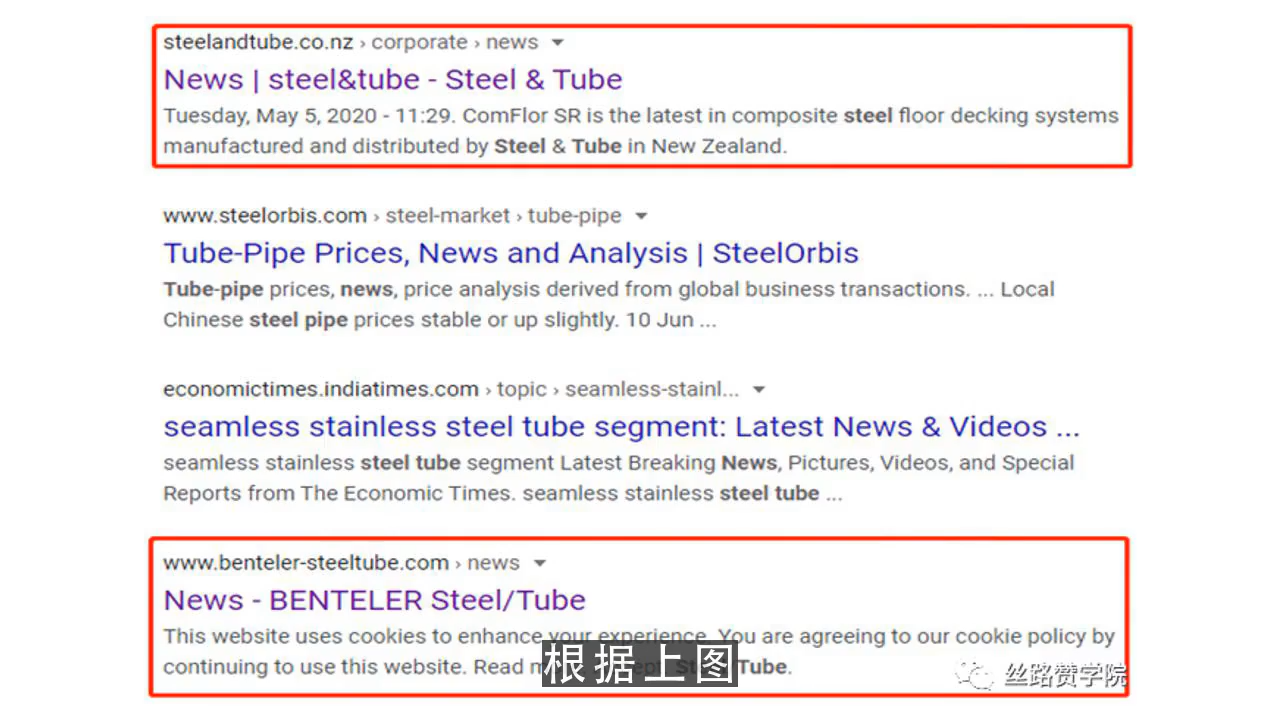 steelandtube.co.nz › corporate › news
News | steel&tube - Steel & Tube
Tuesday, May 5, 2020 - 11:29. ComFlor SR is the latest in composite steel floor decking systems
manufactured and distributed by Steel & Tube in New Zealand.
www.steelorbis.com › steel-market › tube-pipe
Tube-Pipe Prices, News and Analysis | SteelOrbis
Tube-pipe prices, news, price analysis derived from global business transactions. ... Local
Chinese steel pipe prices stable or up slightly. 10 Jun ...
economictimes.indiatimes.com › topic › seamless-stainl...
seamless stainless steel tube segment: Latest News & Videos ...
seamless stainless steel tube segment Latest Breaking News, Pictures, Videos, and Special
Reports from The Economic Times. seamless stainless steel tube ...
www.benteler-steeltube.com › news
News - BENTELER Steel/Tube
This website uses cookies to enhance your experience. You are agreeing to our cookie policy by
continuing to use this website. Read Tube.
根据上图
丝路赞学院